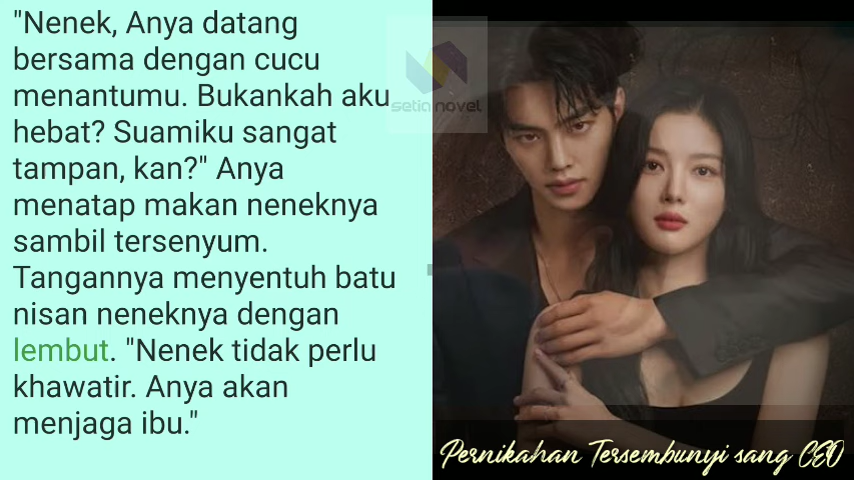 "Nenek, Anya datang
bersama dengan cucu
menantumu. Bukankah aku
hebat? Suamiku sangat
tampan, kan?" Anya
menatap makan neneknya
sambil tersenyum.
Tangannya menyentuh batu
nisan neneknya dengan
lembut. "Nenek tidak perlu
khawatir. Anya akan
menjaga ibu."
setia novel
Pernikahan Tersembunyi sang CEO